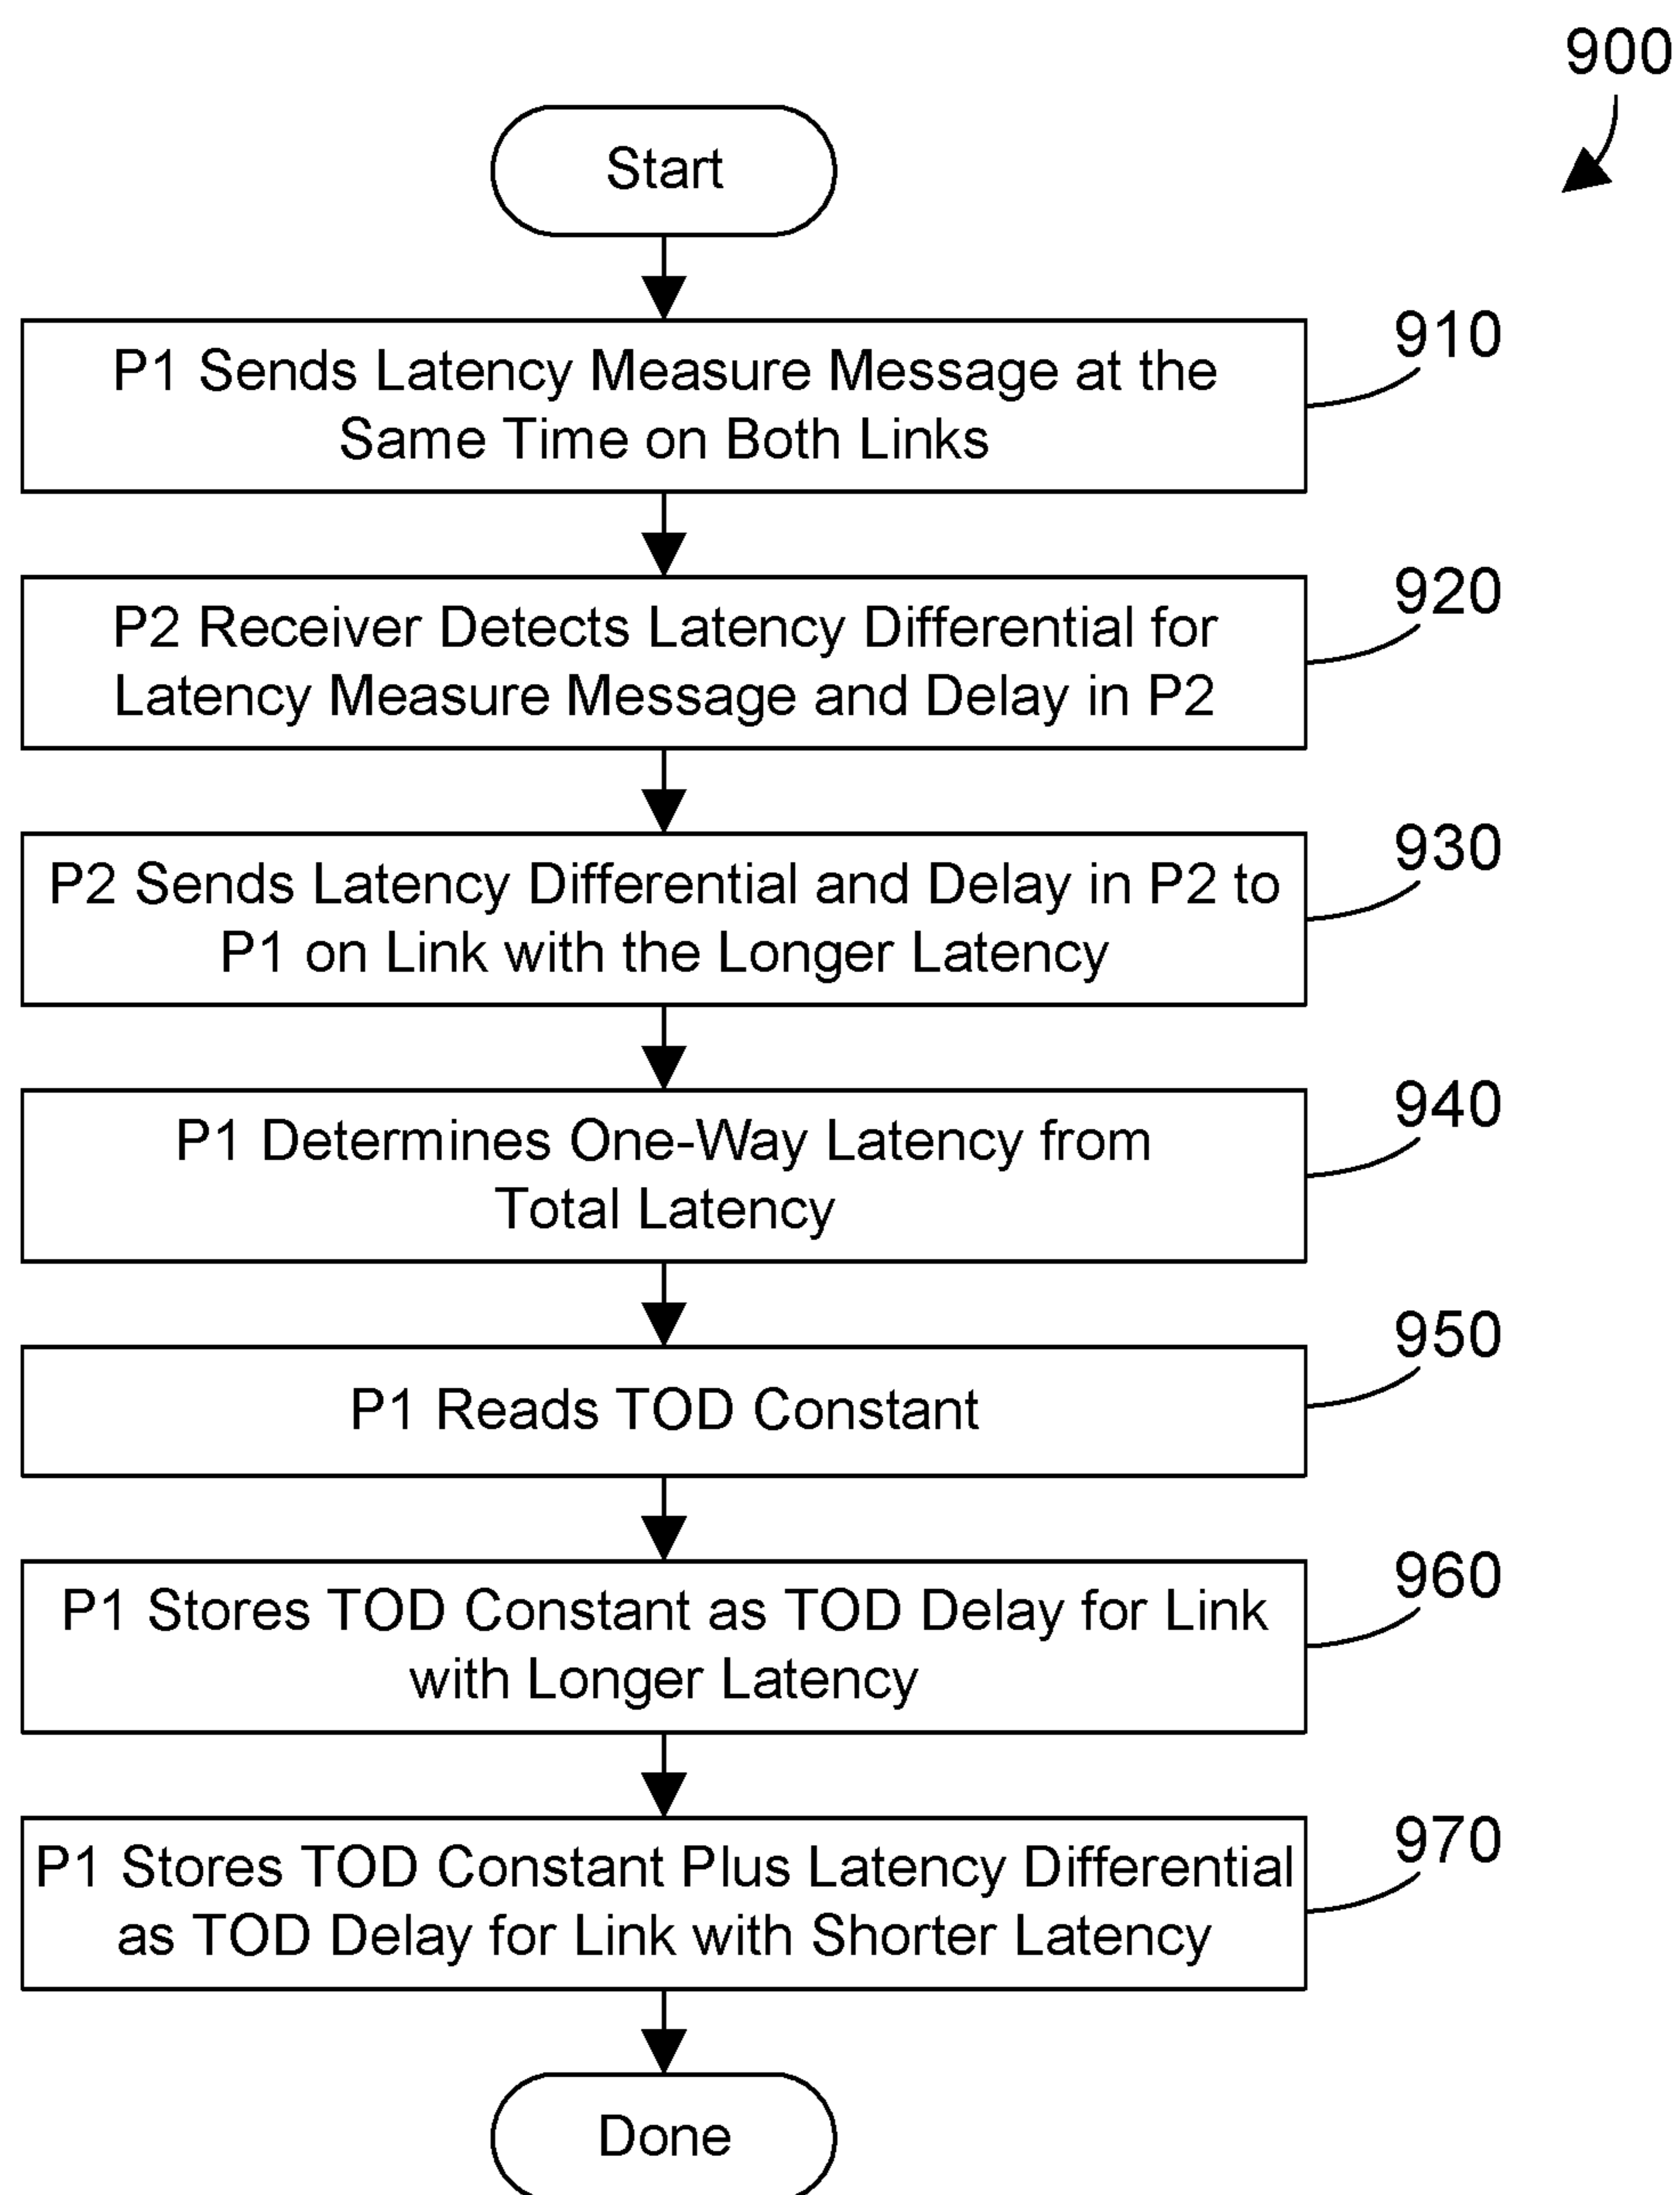 900
Start
P1 Sends Latency Measure Message at the
Same Time on Both Links
910
P2 Receiver Detects Latency Differential for
Latency Measure Message and Delay in P2
920
P2 Sends Latency Differential and Delay in P2 to
P1 on Link with the Longer Latency
930
P1 Determines One-Way Latency from
Total Latency
940
P1 Reads TOD Constant
950
P1 Stores TOD Constant as TOD Delay for Link
with Longer Latency
960
P1 Stores TOD Constant Plus Latency Differential
as TOD Delay for Link with Shorter Latency
970
Done